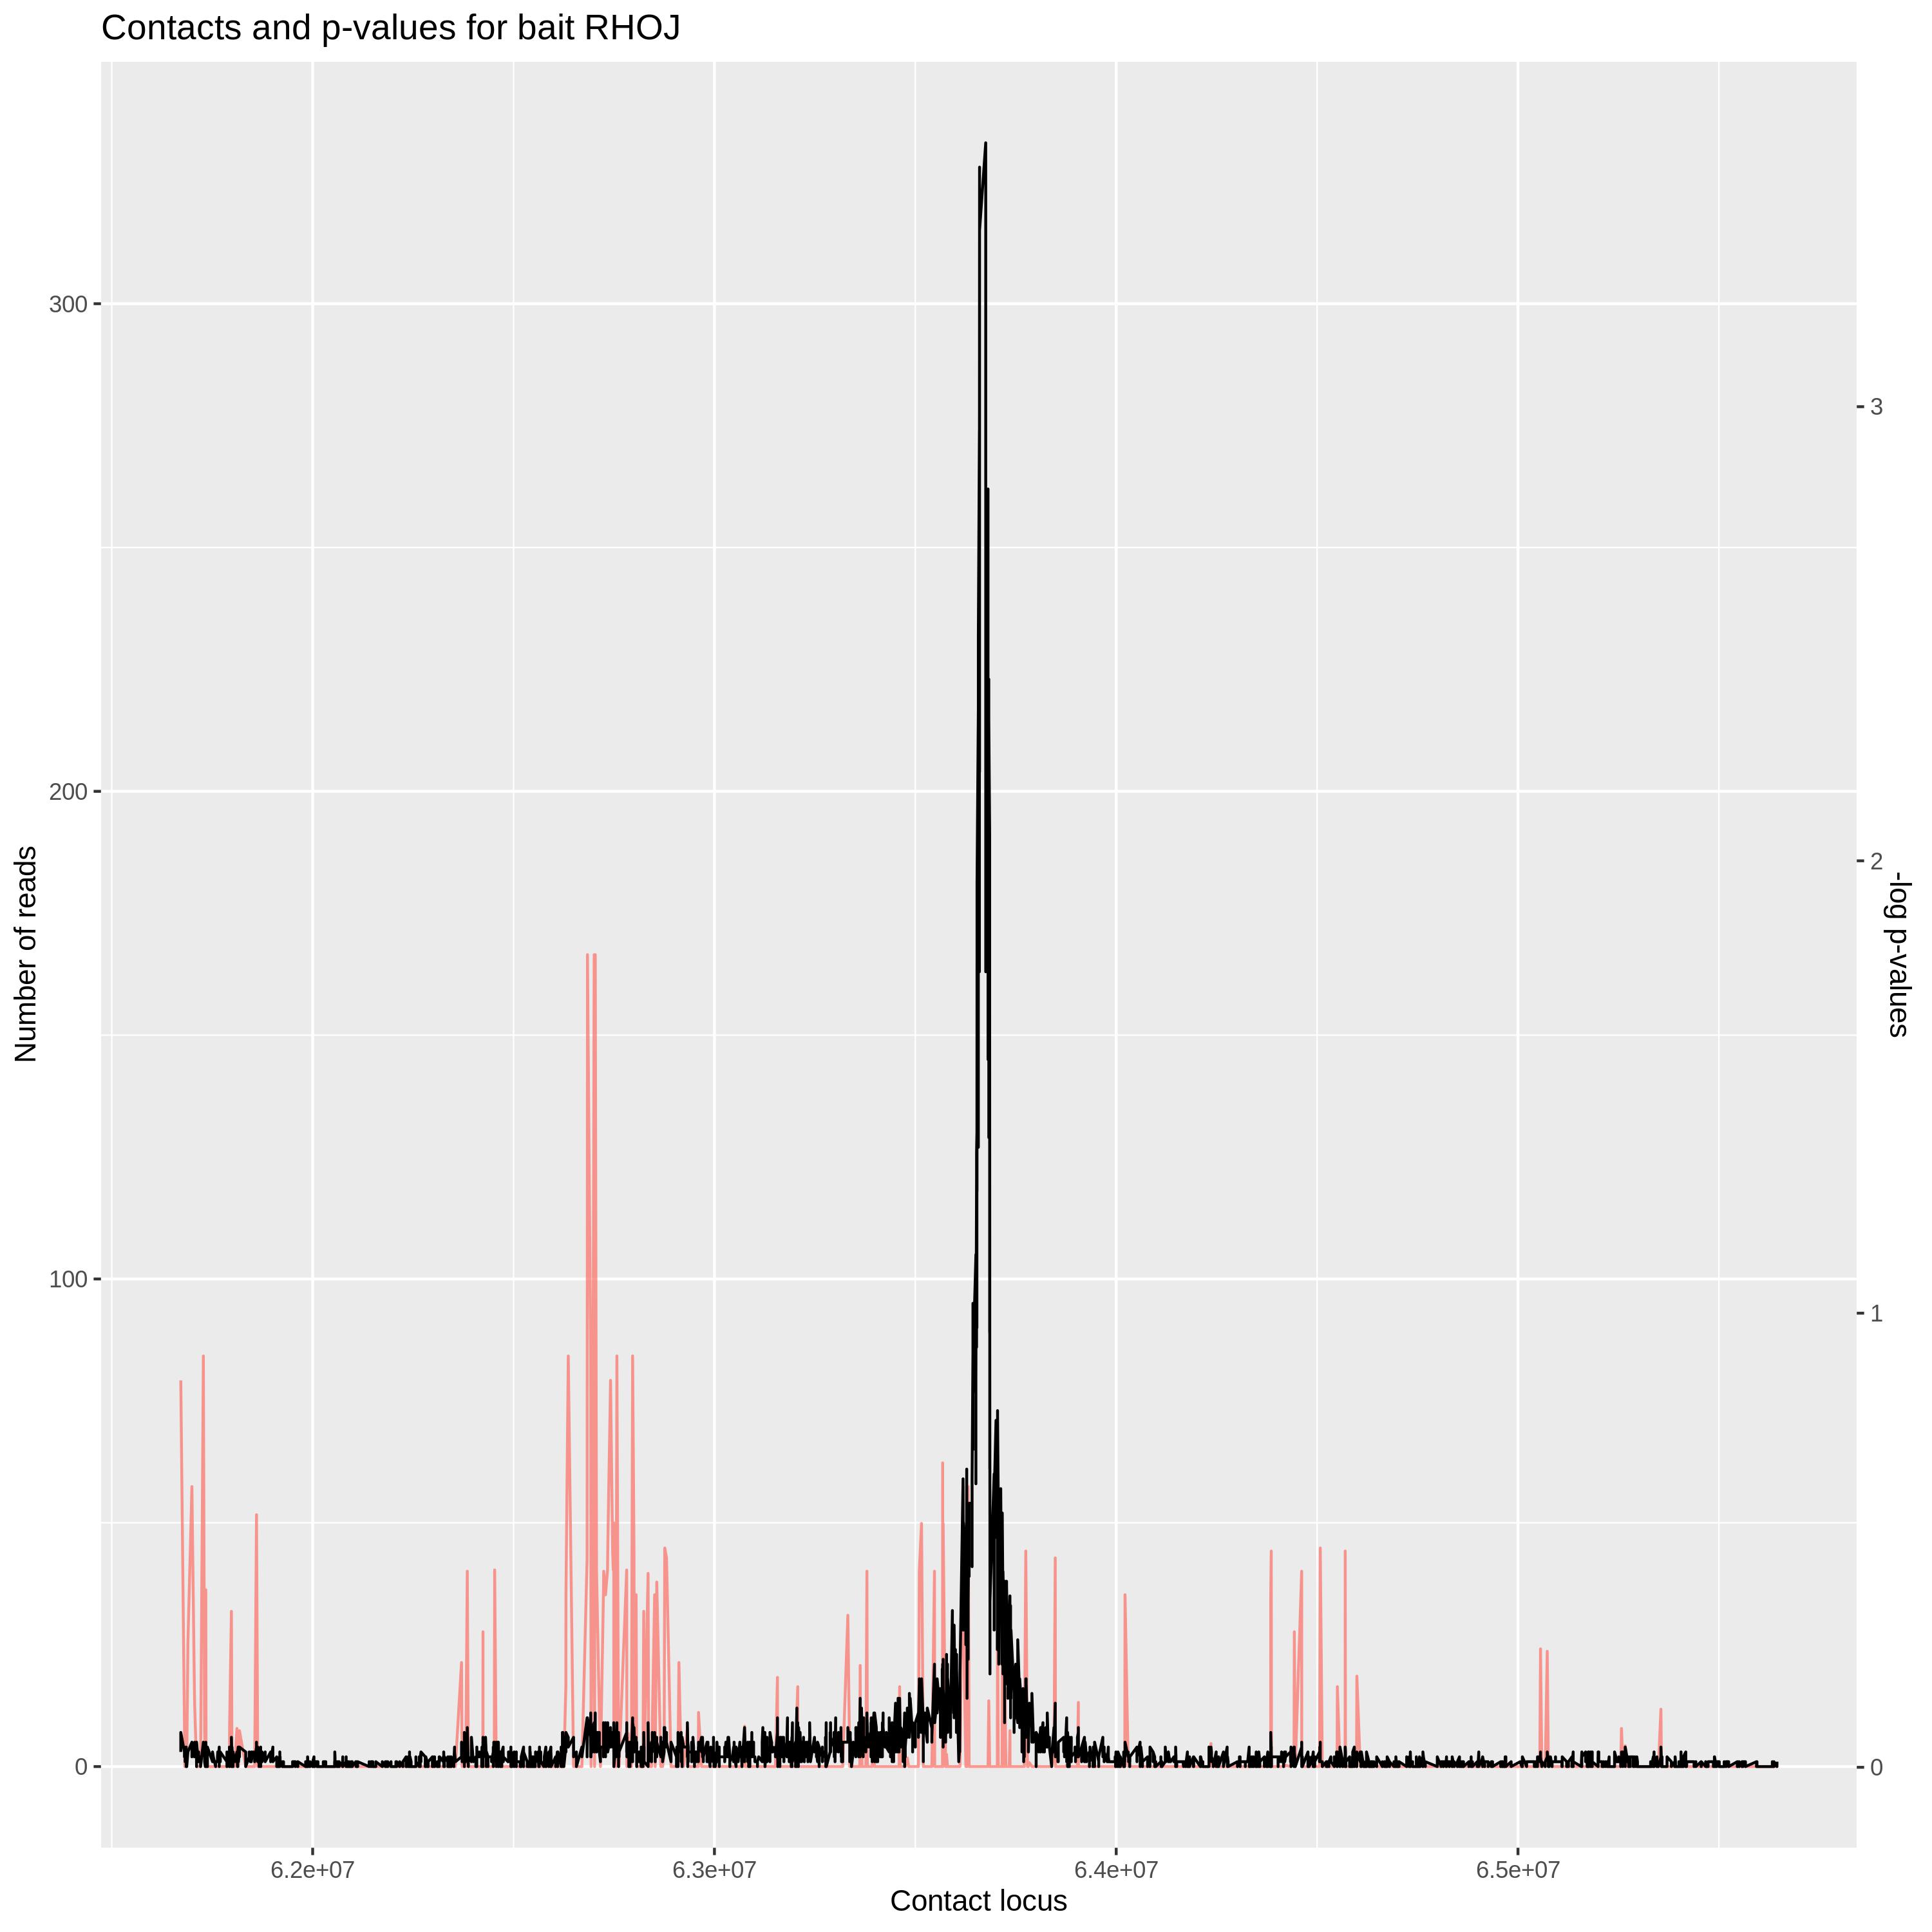 Contacts and p-values for bait RHOJ
Number of reads
300
200
100
0
3
2
1
0
-log p-values
6.2e+07
6.3e+07
6.4e+07
6.5e+07
Contact locus